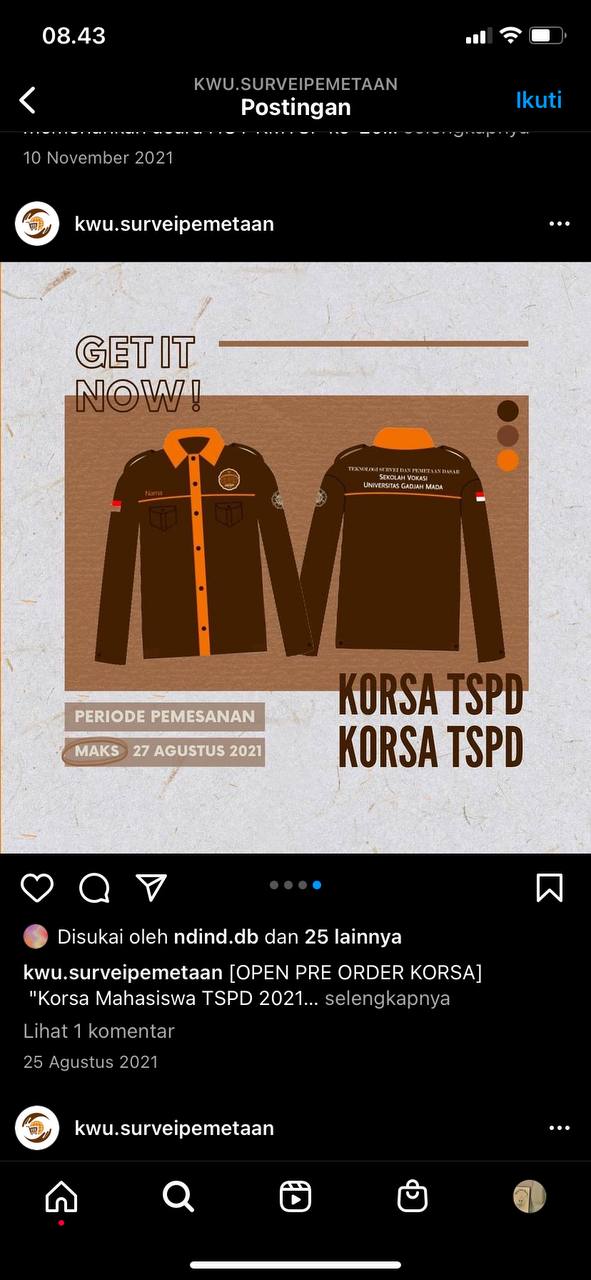 08.43
KWU.SURVEIPEMETAAN
Postingan
Ikuti
selengkapnya
10 November 2021
kwu.surveipemetaan
GET IT
NOW!
Nama
TEKNOLOGI SURVEI DAN PEMETAAN DASAR
SEKOLAH VOKASI
UNIVERSITAS GADJAH MADA
KORSA TSPD
KORSA TSPD
PERIODE PEMESANAN
MAKS 27 AGUSTUS 2021
Disukai oleh ndind.db dan 25 lainnya
kwu.surveipemetaan [OPEN PRE ORDER KORSA]
"Korsa Mahasiswa TSPD 2021... selengkapnya
Lihat 1 komentar
25 Agustus 2021
kwu.surveipemetaan